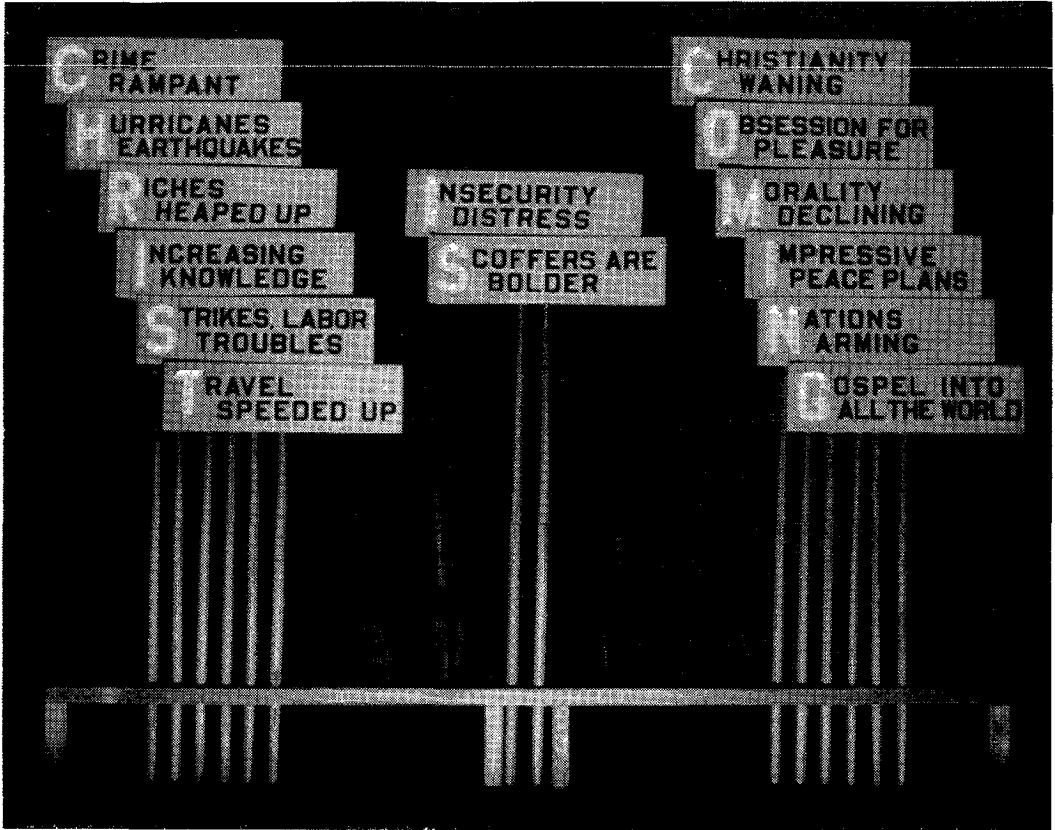 CRIME
RAMPANT
HURRICANES
EARTHQUAKES
RICHES
HEAPED UP
INCREASING
KNOWLEDGE
STRIKES, LABOR
TROUBLES
TRAVEL
SPEEDED UP
INSECURITY
DISTRESS
SCOFFERS ARE
BOLDER
CHRISTIANITY
WANING
OBSESSION FOR
PLEASURE
MORALITY
DECLINING
IMPRESSIVE
PEACE PLANS
NATIONS
ARMING
GOSPEL INTO
ALL THE WORLD